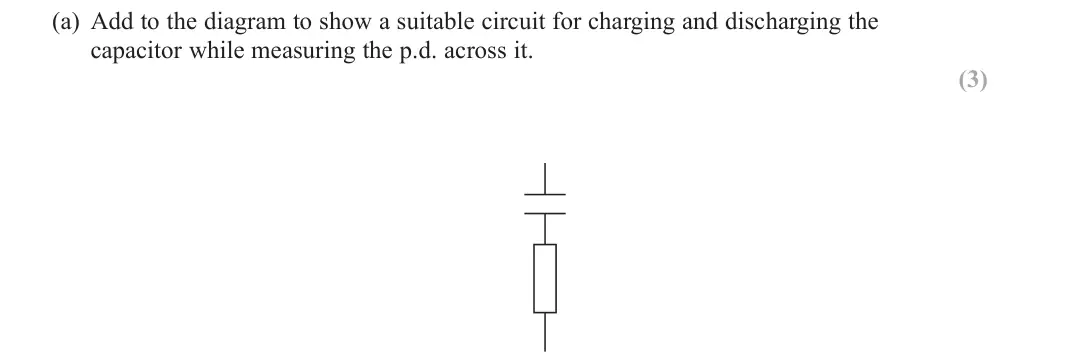 (a) Add to the diagram to show a suitable circuit for charging and discharging the
capacitor while measuring the p.d. across it.
(3)